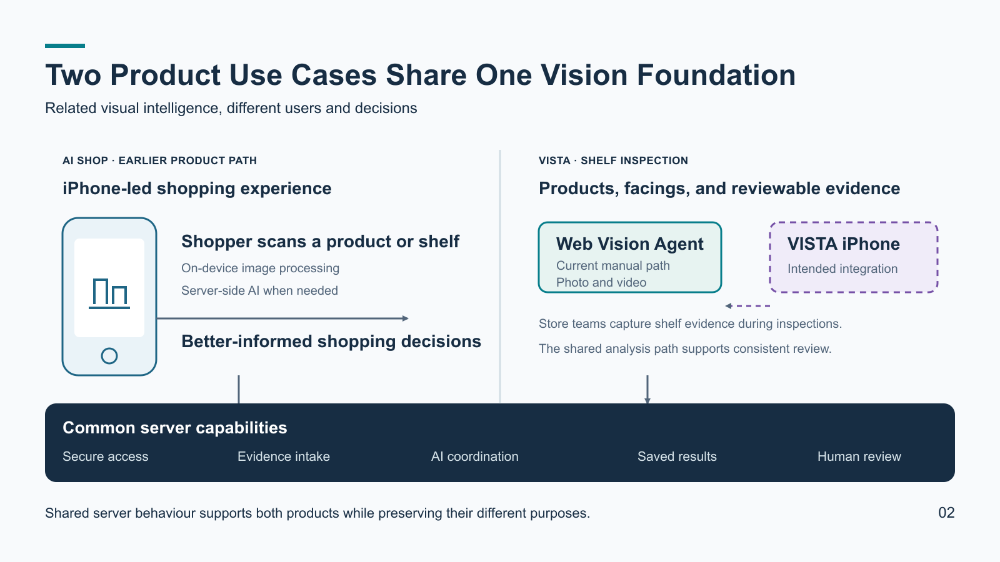 Two Product Use Cases Share One Vision Foundation
Related visual intelligence, different users and decisions
AI SHOP · EARLIER PRODUCT PATH
iPhone-led shopping experience
Shopper scans a product or shelf
On-device image processing
Server-side AI when needed
Better-informed shopping decisions
VISTA · SHELF INSPECTION
Products, facings, and reviewable evidence
Web Vision Agent
Current manual path
Photo and video
VISTA iPhone
Intended integration
Store teams capture shelf evidence during inspections.
The shared analysis path supports consistent review.
Common server capabilities
Secure access
Evidence intake
AI coordination
Saved results
Human review
Shared server behaviour supports both products while preserving their different purposes.
02